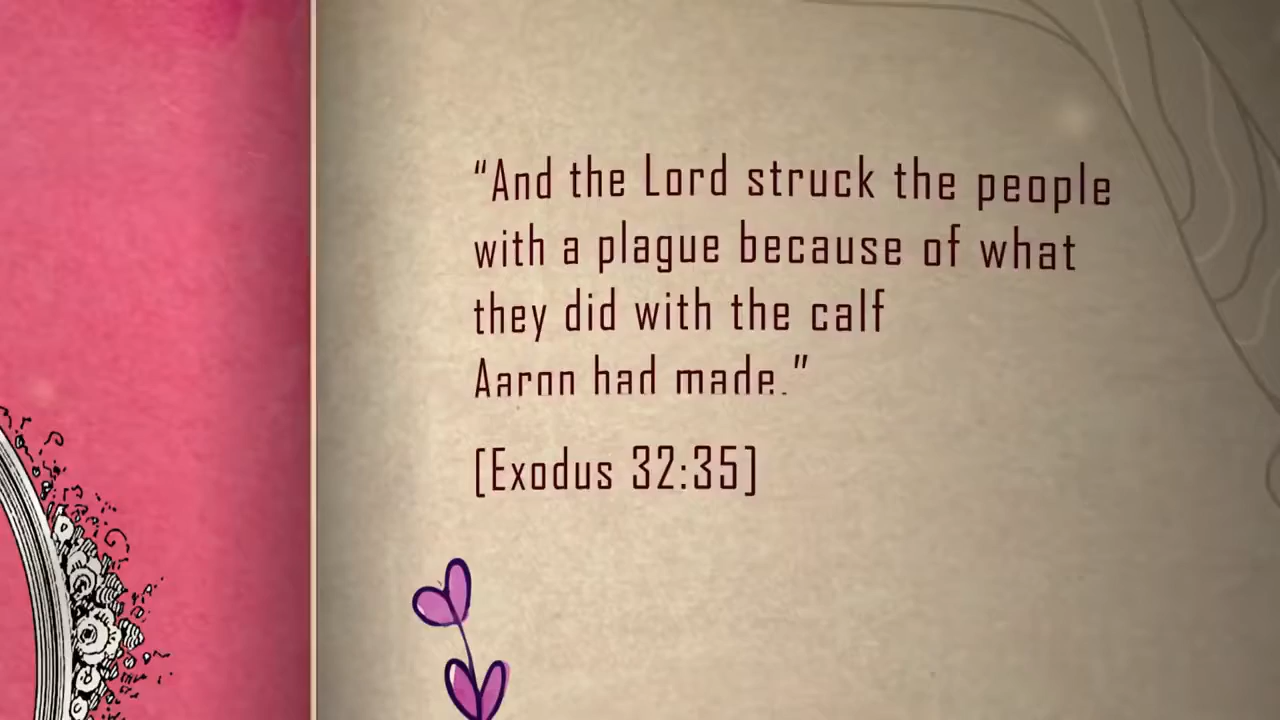 “And the Lord struck the people
with a plague because of what
they did with the calf
Aaron had made.”
[Exodus 32:35]